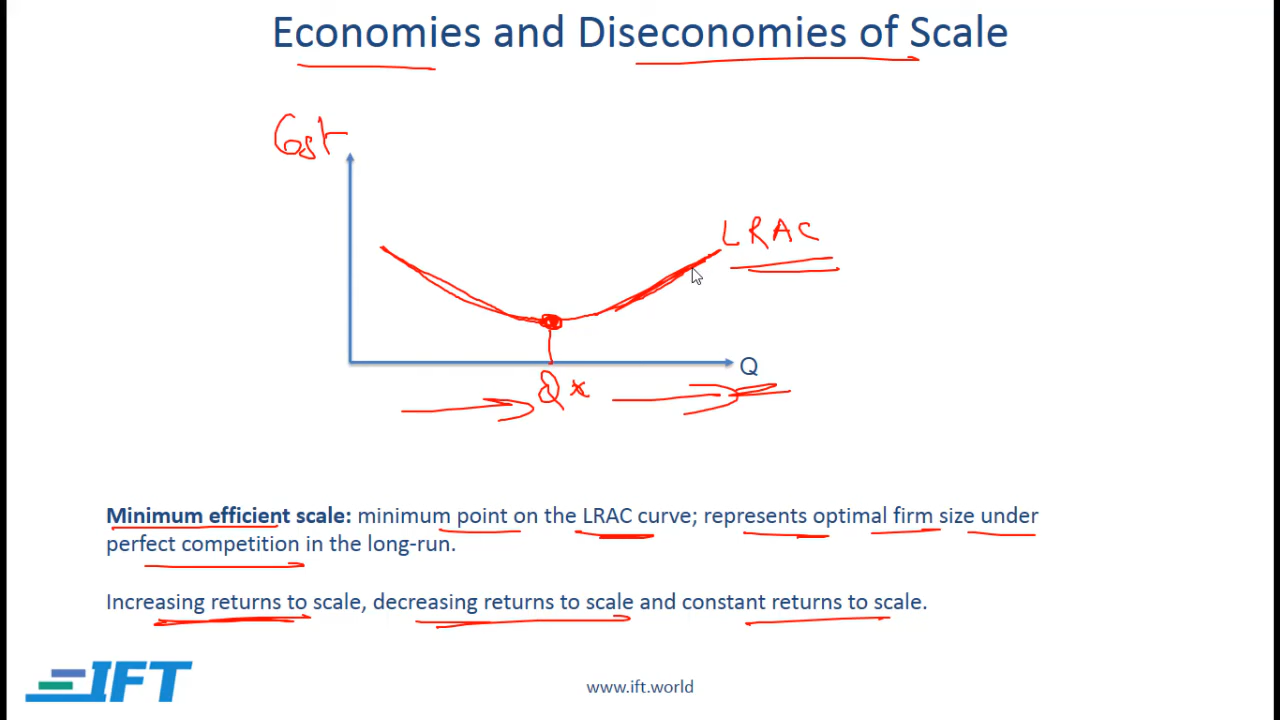 Economies and Diseconomies of Scale
Cost
LRAC
Q
Q*
Minimum efficient scale: minimum point on the LRAC curve; represents optimal firm size under
perfect competition in the long-run.
Increasing returns to scale, decreasing returns to scale and constant returns to scale.
IFT
www.ift.world